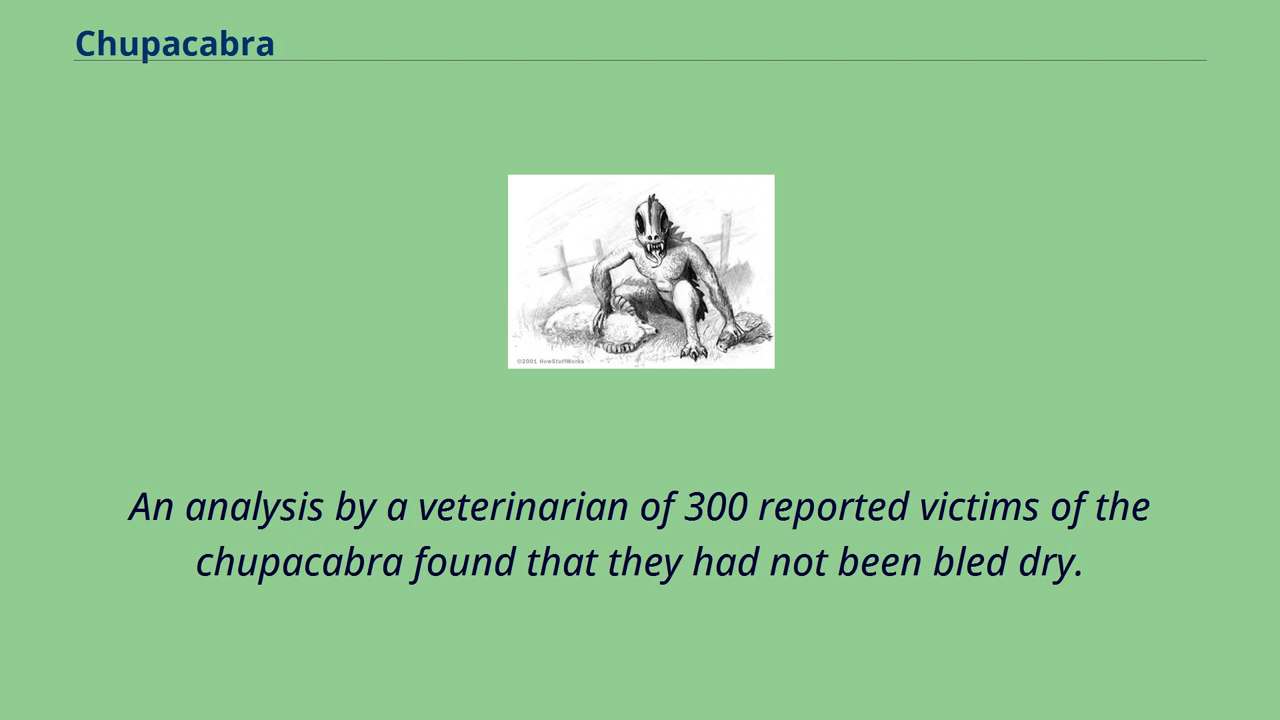 Chupacabra
©2001 HowStuffWorks
An analysis by a veterinarian of 300 reported victims of the
chupacabra found that they had not been bled dry.